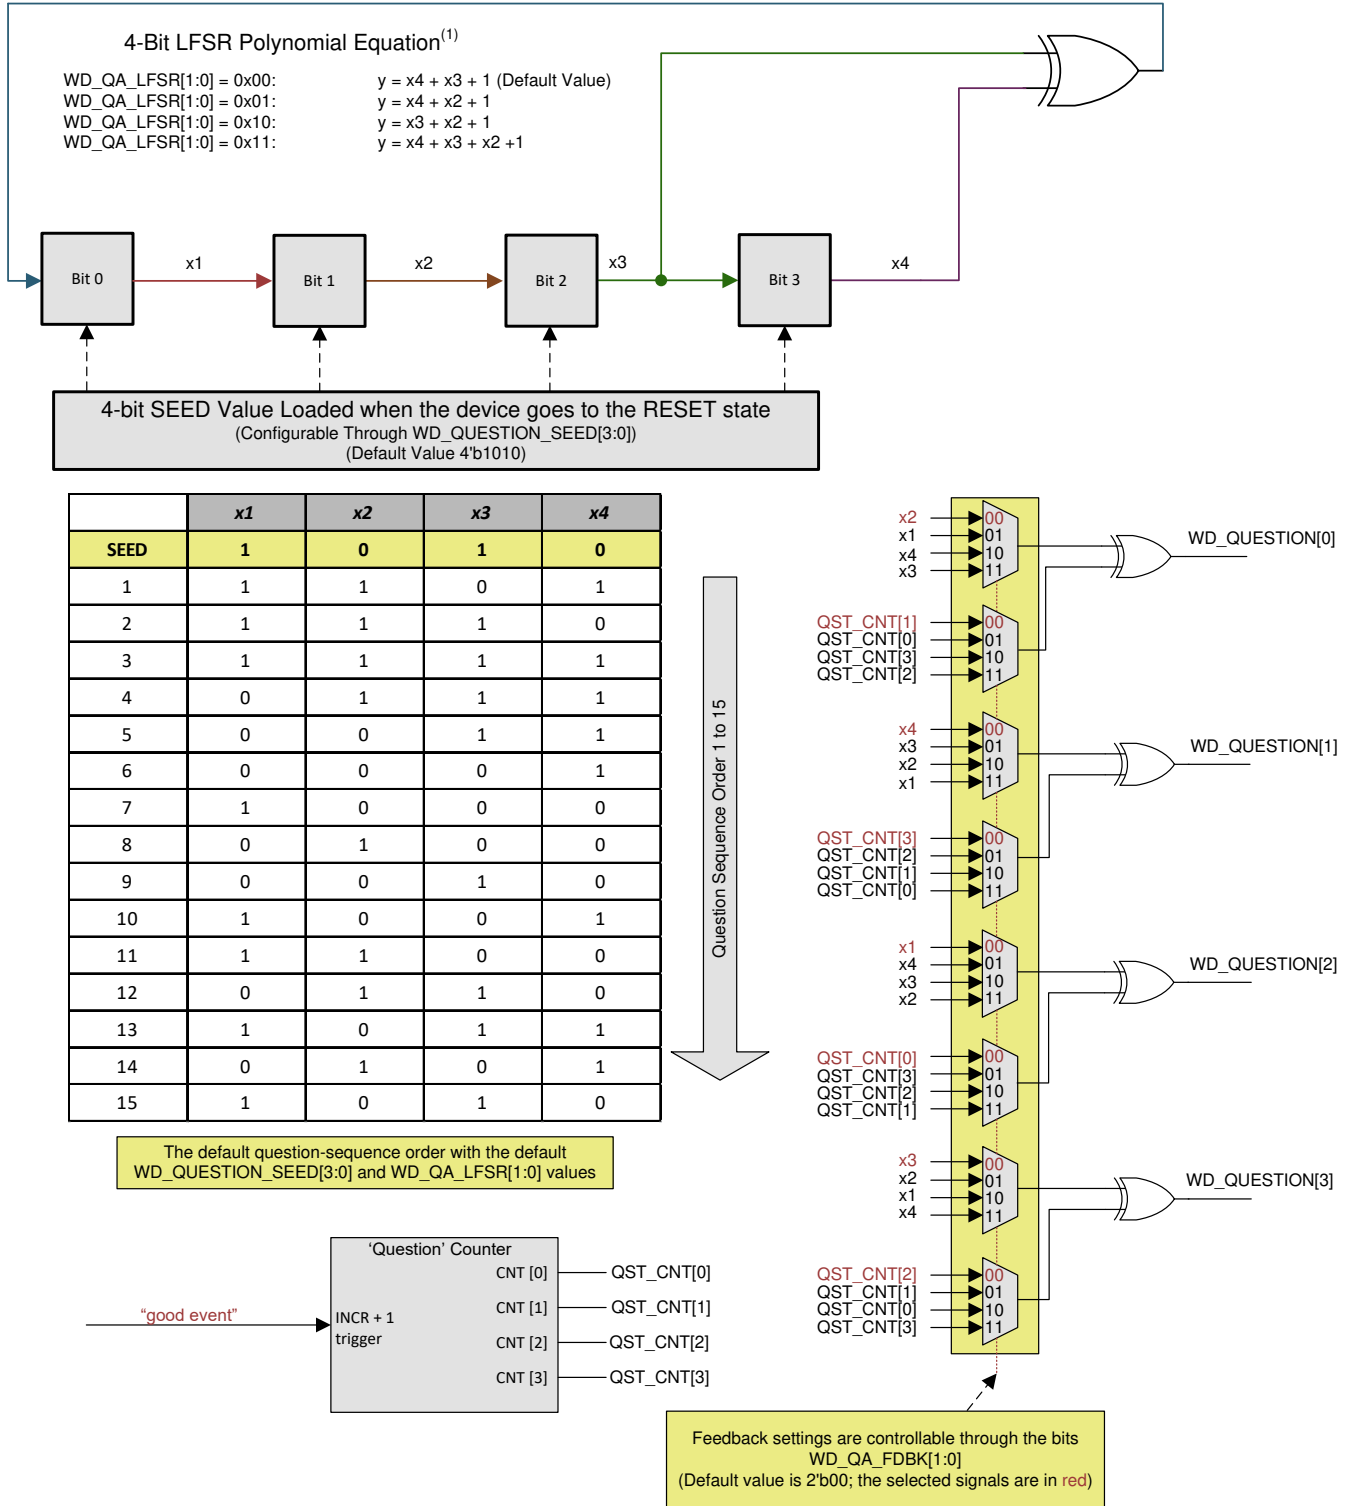 4-Bit LFSR Polynomial Equation(1)
WD_QA_LFSR[1:0] = 0x00: y = x4 + x3 + 1 (Default Value)
WD_QA_LFSR[1:0] = 0x01: y = x4 + x2 + 1
WD_QA_LFSR[1:0] = 0x10: y = x3 + x2 + 1
WD_QA_LFSR[1:0] = 0x11: y = x4 + x3 + x2 +1
Bit 0 x1 Bit 1 x2 Bit 2 x3 Bit 3 x4
4-bit SEED Value Loaded when the device goes to the RESET state
(Configurable Through WD_QUESTION_SEED[3:0])
(Default Value 4'b1010)
x1 x2 x3 x4
SEED 1 0 1 0
1 1 1 0 1
2 1 1 1 0
3 1 1 1 1
4 0 1 1 1
5 0 0 1 1
6 0 0 0 1
7 1 0 0 0
8 0 1 0 0
9 0 0 1 0
10 1 0 0 1
11 1 1 0 0
12 0 1 1 0
13 1 0 1 1
14 0 1 0 1
15 1 0 1 0
Question Sequence Order 1 to 15
The default question-sequence order with the default
WD_QUESTION_SEED[3:0] and WD_QA_LFSR[1:0] values
x2 00
x1 01
x4 10
x3 11
WD_QUESTION[0]
QST_CNT[1] 00
QST_CNT[0] 01
QST_CNT[3] 10
QST_CNT[2] 11
x4 00
x3 01
x2 10
x1 11
WD_QUESTION[1]
QST_CNT[3] 00
QST_CNT[2] 01
QST_CNT[1] 10
QST_CNT[0] 11
x1 00
x4 01
x3 10
x2 11
WD_QUESTION[2]
QST_CNT[0] 00
QST_CNT[3] 01
QST_CNT[2] 10
QST_CNT[1] 11
x3 00
x2 01
x1 10
x4 11
WD_QUESTION[3]
QST_CNT[2] 00
QST_CNT[1] 01
QST_CNT[0] 10
QST_CNT[3] 11
'Question' Counter
CNT [0] QST_CNT[0]
CNT [1] QST_CNT[1]
CNT [2] QST_CNT[2]
CNT [3] QST_CNT[3]
“good event”
INCR + 1
trigger
Feedback settings are controllable through the bits
WD_QA_FDBK[1:0]
(Default value is 2'b00; the selected signals are in red)